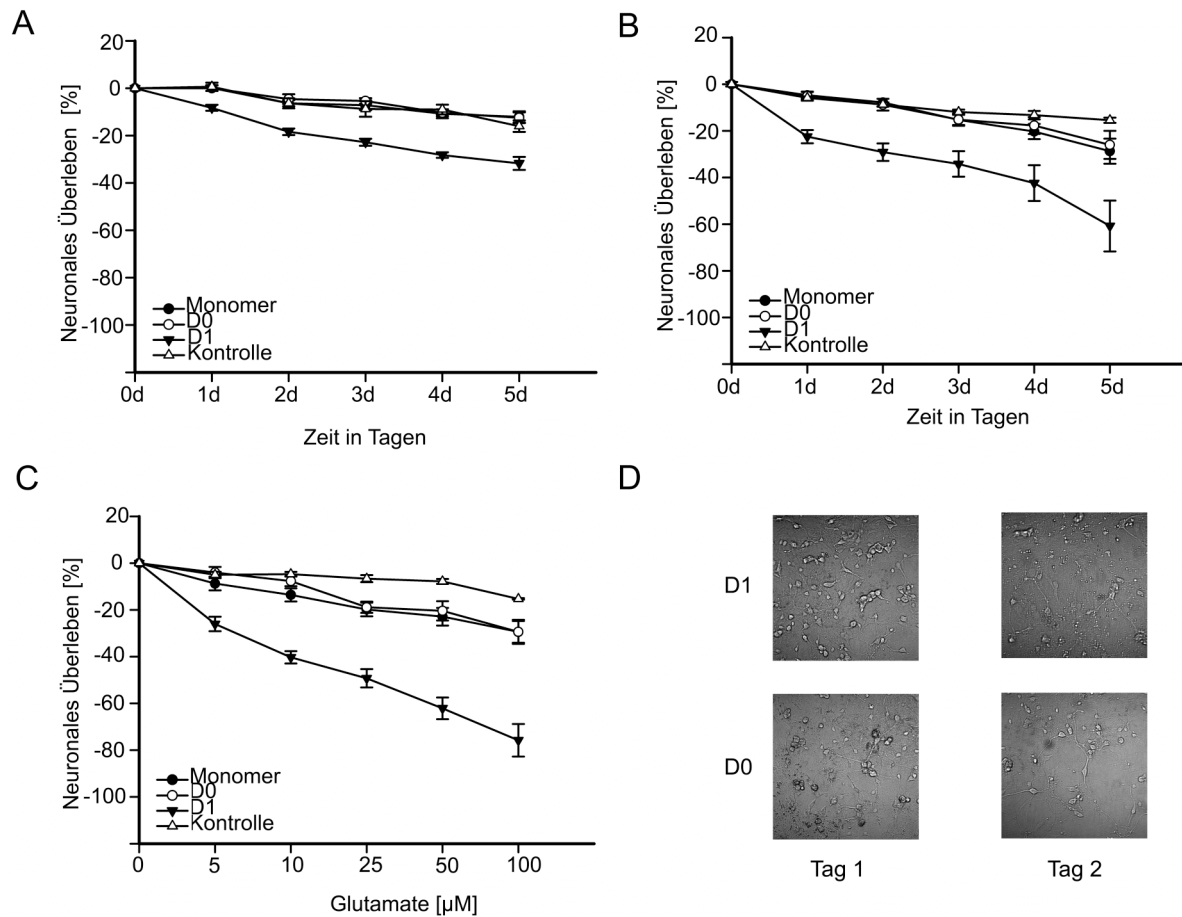 A
Neuronales Überleben [%]
20
0
-20
-40
-60
-80
-100
Monomer
D0
D1
Kontrolle
0d 1d 2d 3d 4d 5d
Zeit in Tagen
B
Neuronales Überleben [%]
20
0
-20
-40
-60
-80
-100
Monomer
D0
D1
Kontrolle
0d 1d 2d 3d 4d 5d
Zeit in Tagen
C
Neuronales Überleben [%]
20
0
-20
-40
-60
-80
-100
Monomer
D0
D1
Kontrolle
0 5 10 25 50 100
Glutamate [µM]
D
D1
D0
Tag 1 Tag 2